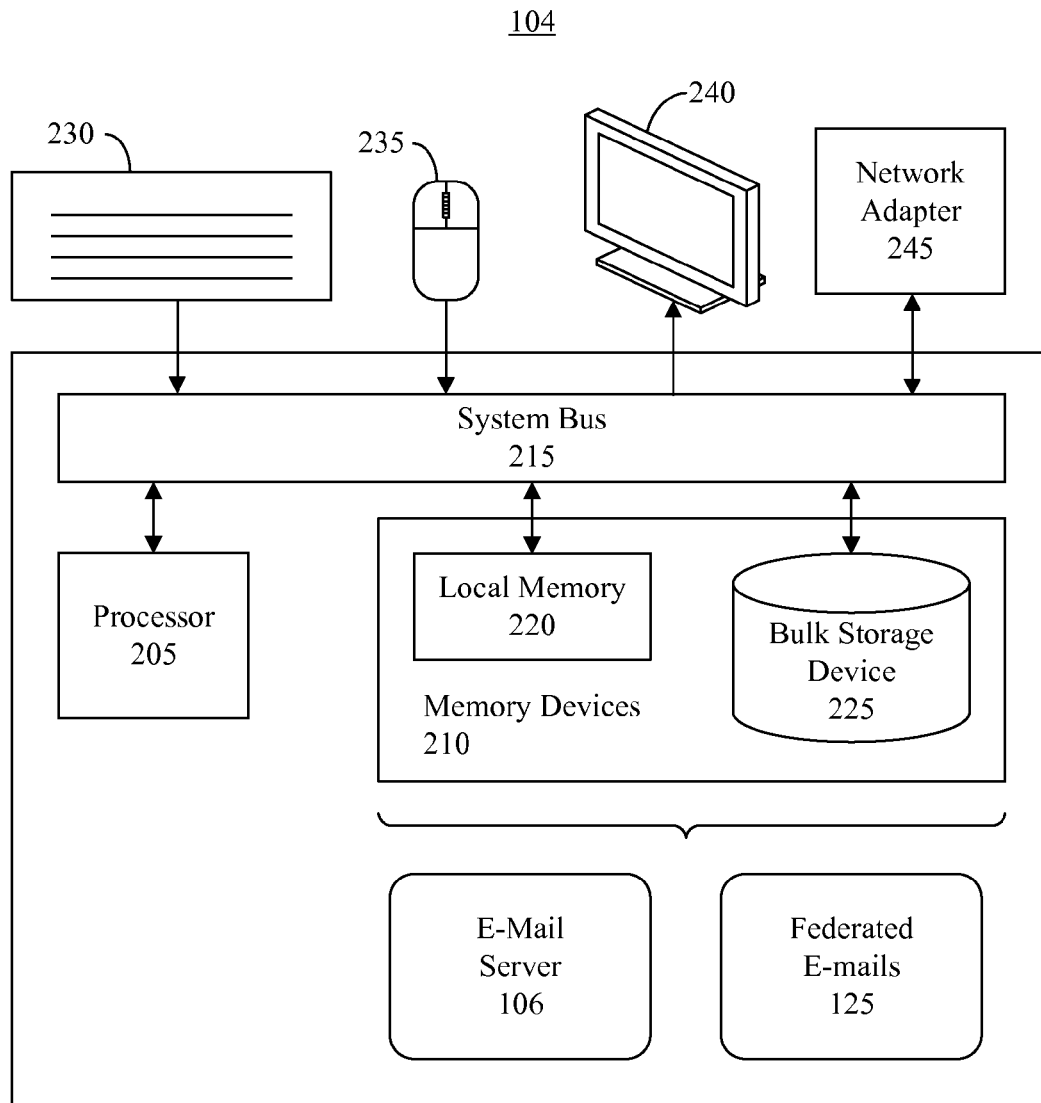 104
230
235
240
Network
Adapter
245
System Bus
215
Processor
205
Local Memory
220
Memory Devices
210
Bulk Storage
Device
225
E-Mail
Server
106
Federated
E-mails
125